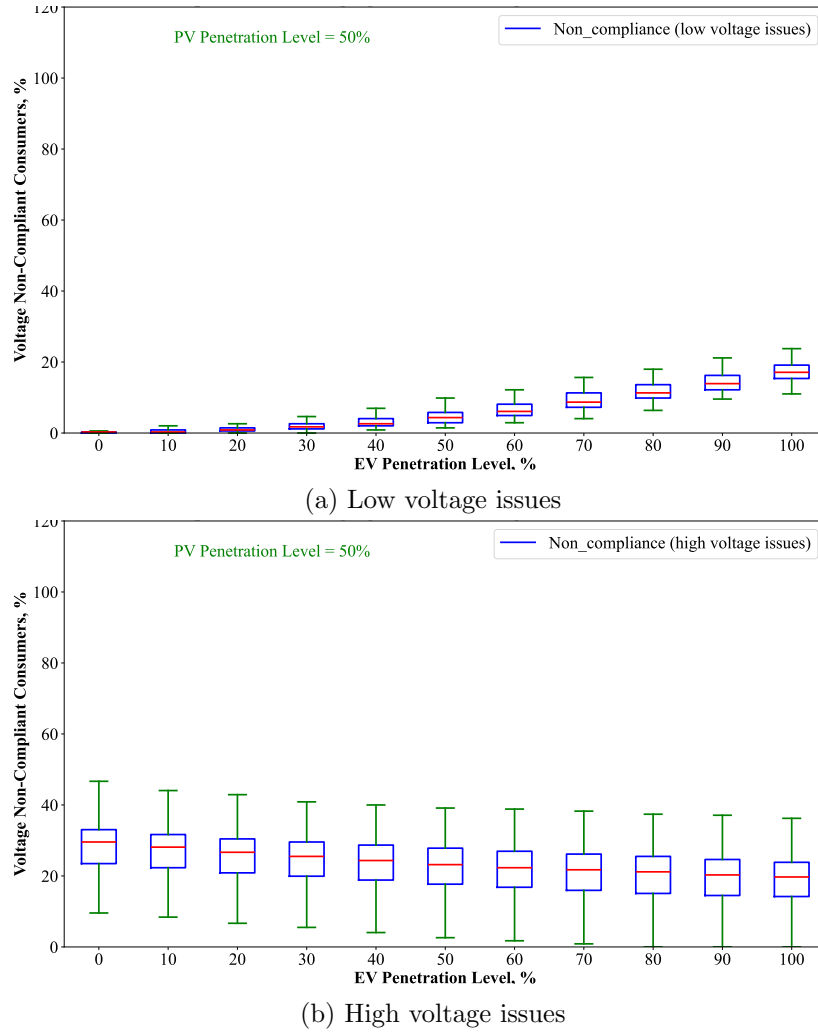 120
PV Penetration Level = 50%
Non_compliance (low voltage issues)
100
80
60
40
20
0
Voltage Non-Compliant Consumers, %
0 10 20 30 40 50 60 70 80 90 100
EV Penetration Level, %
(a) Low voltage issues
120
PV Penetration Level = 50%
Non_compliance (high voltage issues)
100
80
60
40
20
0
Voltage Non-Compliant Consumers, %
0 10 20 30 40 50 60 70 80 90 100
EV Penetration Level, %
(b) High voltage issues